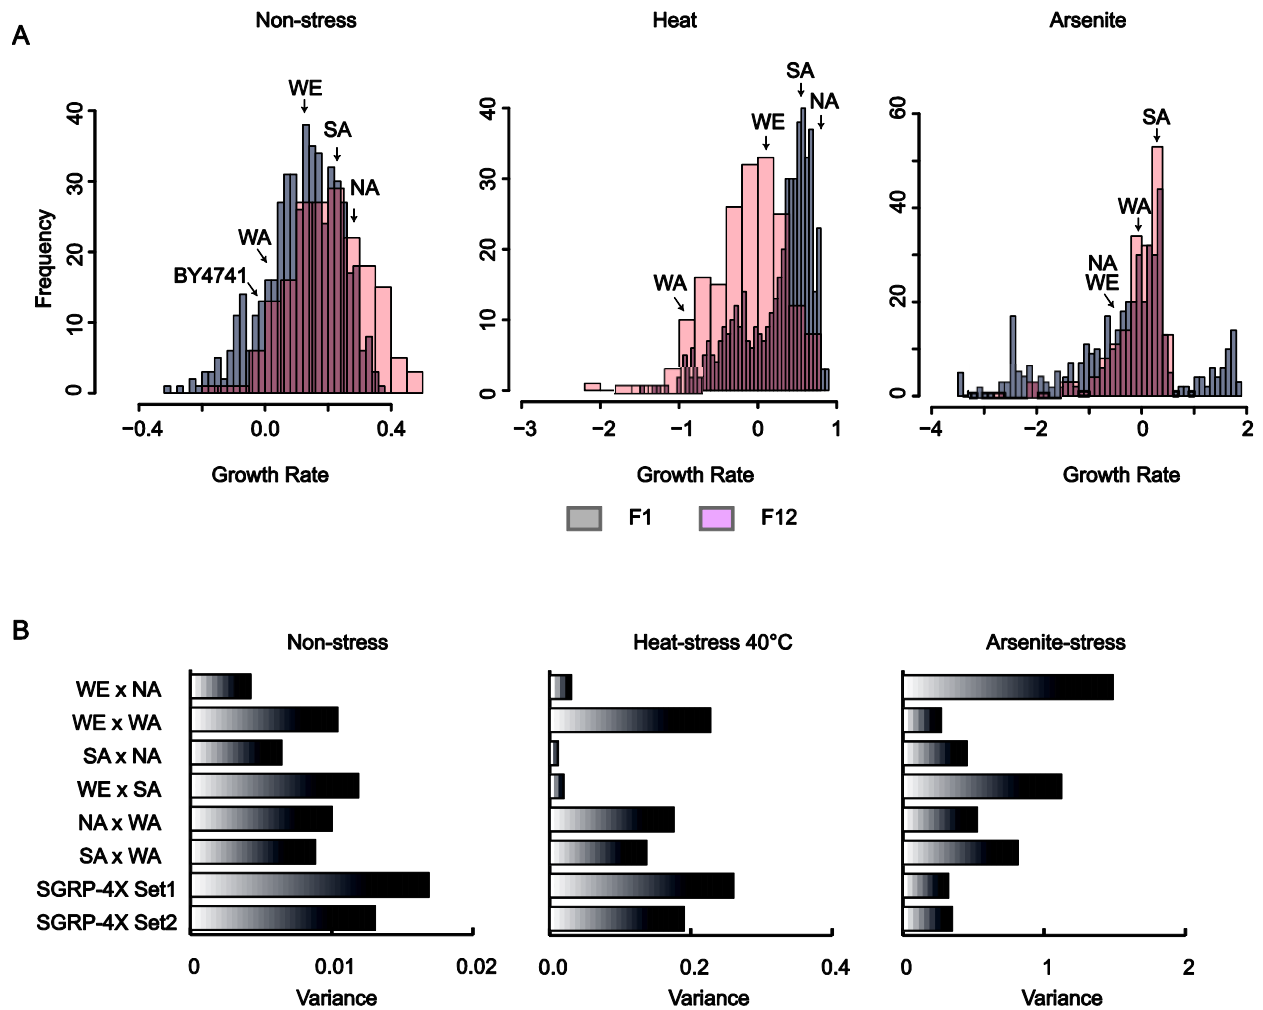 A
Non-stress
Heat
Arsenite
Frequency
0
10
20
30
40
BY4741
WA
WE
SA
NA
−0.4
0.0
0.4
Growth Rate
0
10
20
30
40
WA
WE
SA
NA
−3
−2
−1
0
1
Growth Rate
0
20
40
60
NA
WE
WA
SA
−4
−2
0
2
Growth Rate
F1
F12
B
Non-stress
Heat-stress 40°C
Arsenite-stress
WE x NA
WE x WA
SA x NA
WE x SA
NA x WA
SA x WA
SGRP-4X Set1
SGRP-4X Set2
0
0.01
0.02
Variance
0.0
0.2
0.4
Variance
0
1
2
Variance